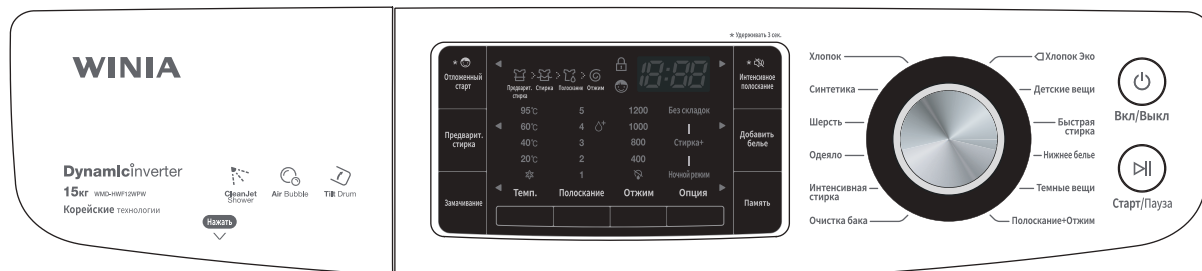 WINIA
DynamIcinverter
15кг WMD-HWF12WPW
Корейские технологии
CleanJet
Shower
Air Bubble
Tilt Drum
Нажать
★ Удерживать 3 сек.
★
Отложенный
старт
Предварит.
стирка
Замачивание
Предварит.
стирка
Стирка
Полоскание
Отжим
18:88
95°C 5 1200 Без складок
60°C 4 1000
40°C 3 800 Стирка+
20°C 2 400
1 Ночной режим
Темп. Полоскание Отжим Опция
★
Интенсивное
полоскание
Добавить
белье
Память
Хлопок
Синтетика
Шерсть
Одеяло
Интенсивная
стирка
Очистка бака
Хлопок Эко
Детские вещи
Быстрая
стирка
Нижнее белье
Темные вещи
Полоскание+Отжим
Вкл/Выкл
Старт/Пауза